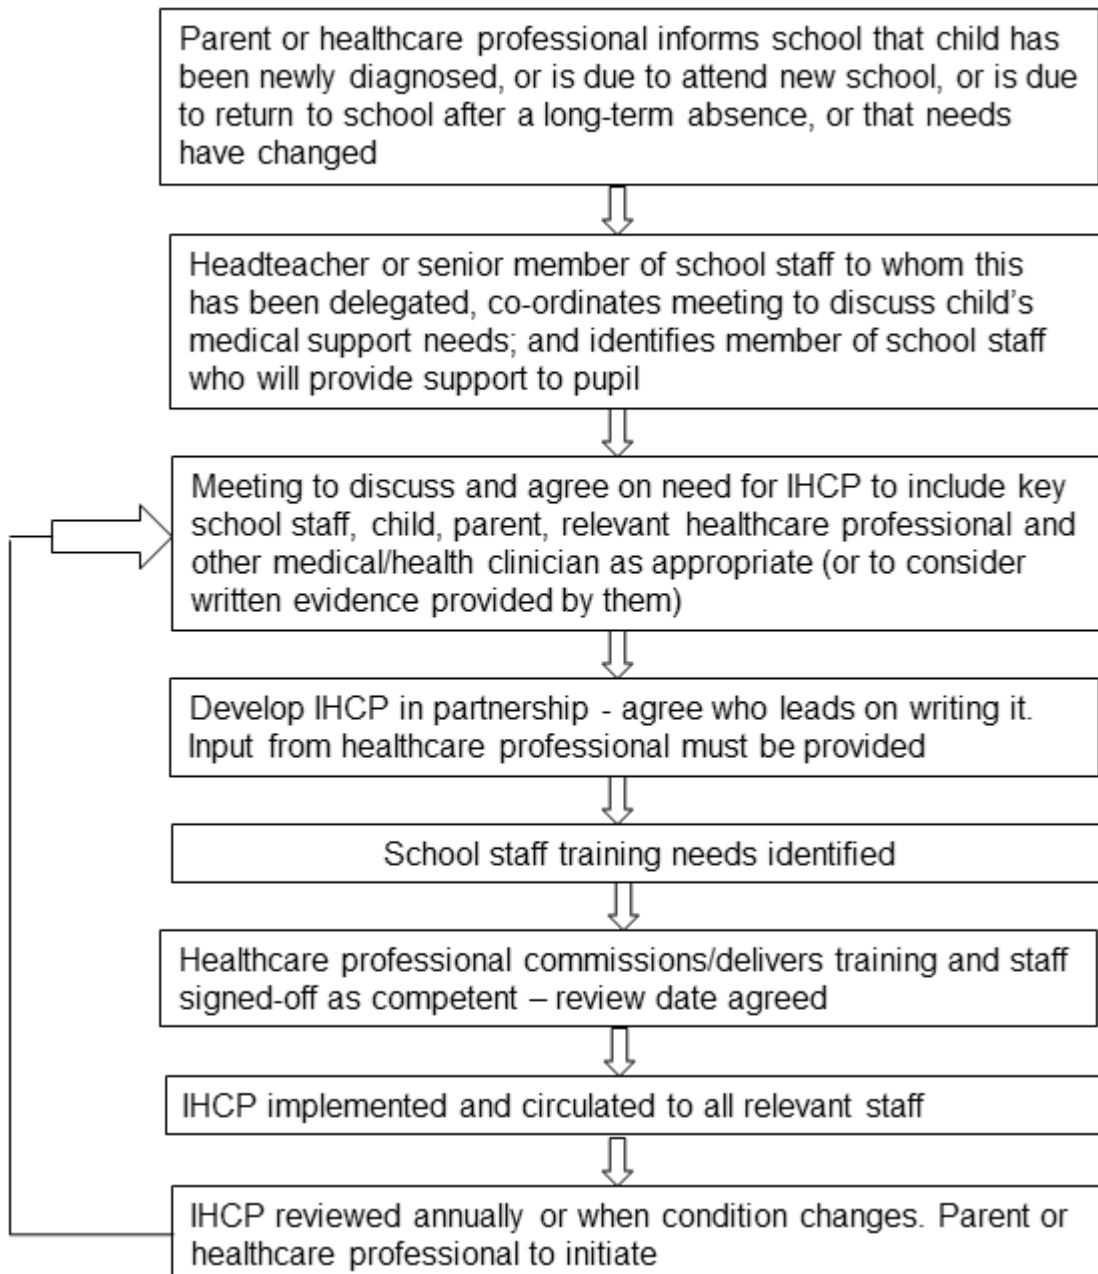 Parent or healthcare professional informs school that child has
been newly diagnosed, or is due to attend new school, or is due
to return to school after a long-term absence, or that needs
have changed
Headteacher or senior member of school staff to whom this
has been delegated, co-ordinates meeting to discuss child's
medical support needs; and identifies member of school staff
who will provide support to pupil
Meeting to discuss and agree on need for IHCP to include key
school staff, child, parent, relevant healthcare professional and
other medical/health clinician as appropriate (or to consider
written evidence provided by them)
Develop IHCP in partnership - agree who leads on writing it.
Input from healthcare professional must be provided
School staff training needs identified
Healthcare professional commissions/delivers training and staff
signed-off as competent – review date agreed
IHCP implemented and circulated to all relevant staff
IHCP reviewed annually or when condition changes. Parent or
healthcare professional to initiate